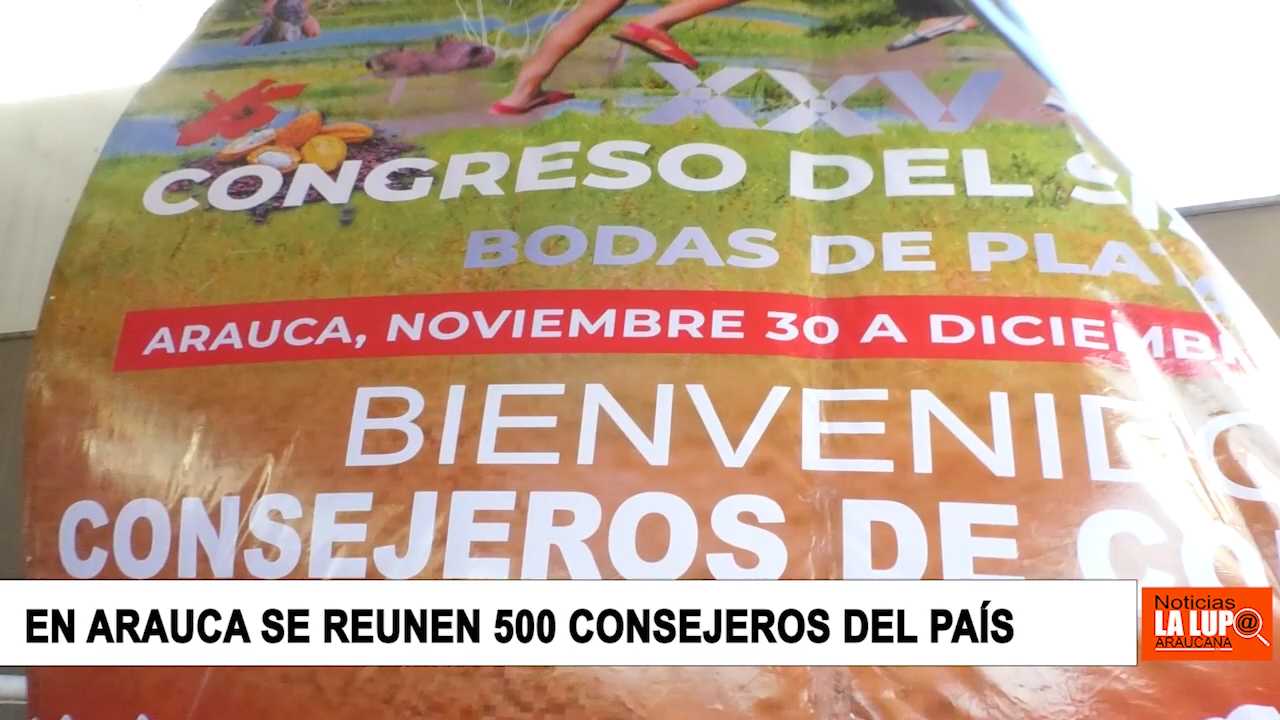 XXV
CONGRESO DEL
BODAS DE
ARAUCA, NOVIEMBRE 30 A
BIENVENIDO
CONSEJEROS DE
EN ARAUCA SE REUNEN 500 CONSEJEROS DEL PAÍS
Noticias
LA LUP@
ARAUCANA